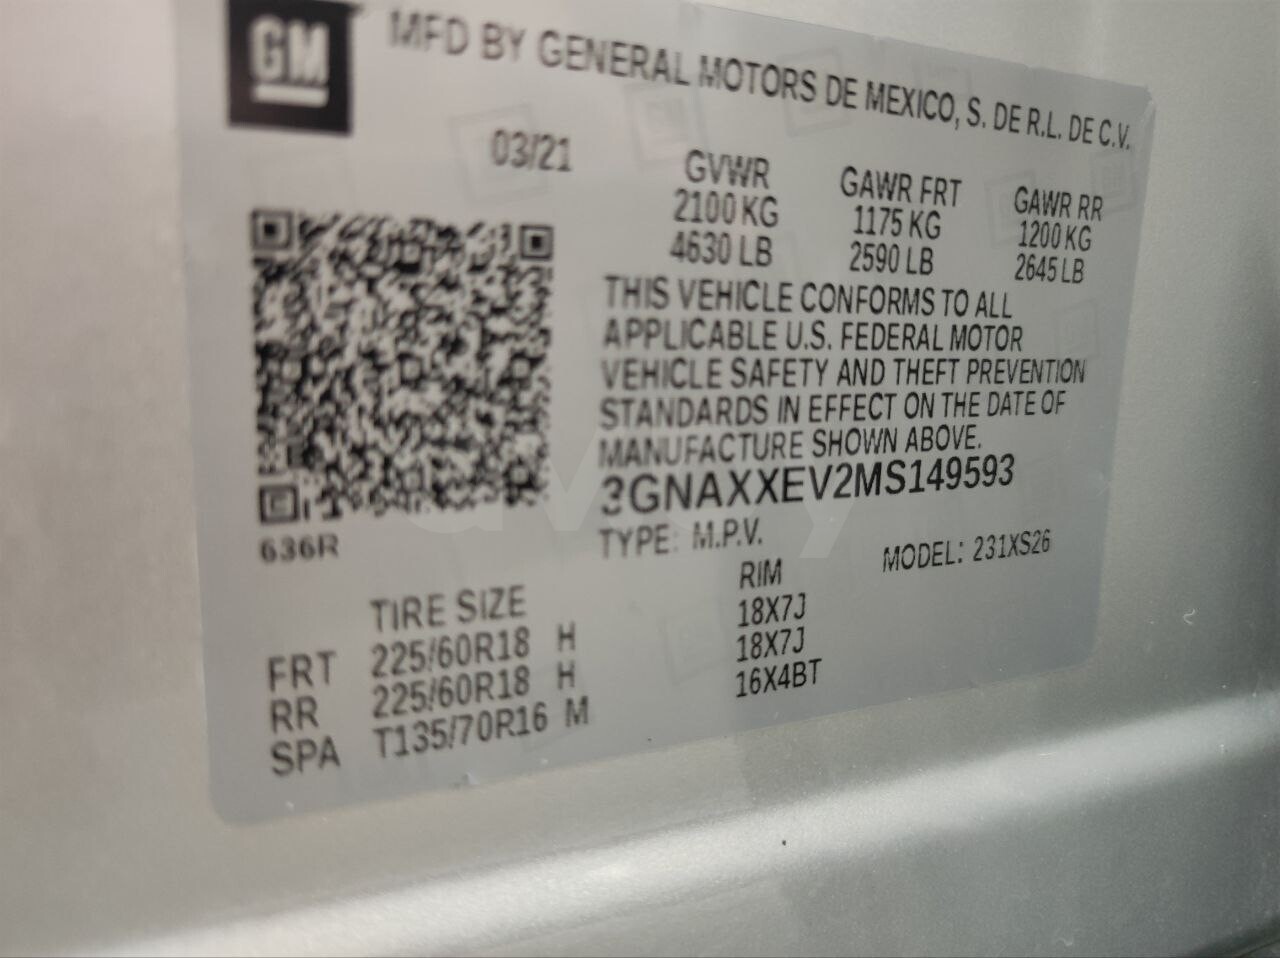 GM
MFD BY GENERAL MOTORS DE MEXICO, S. DE R.L. DE C.V.
03/21
GVWR GAWR FRT GAWR RR
2100 KG 1175 KG 1200 KG
4630 LB 2590 LB 2645 LB
THIS VEHICLE CONFORMS TO ALL
APPLICABLE U.S. FEDERAL MOTOR
VEHICLE SAFETY AND THEFT PREVENTION
STANDARDS IN EFFECT ON THE DATE OF
MANUFACTURE SHOWN ABOVE.
3GNAXXEV2MS149593
636R
TYPE: M.P.V. MODEL: 231XS26
TIRE SIZE RIM
FRT 225/60R18 H 18X7J
RR 225/60R18 H 18X7J
SPA T135/70R16 M 16X4BT